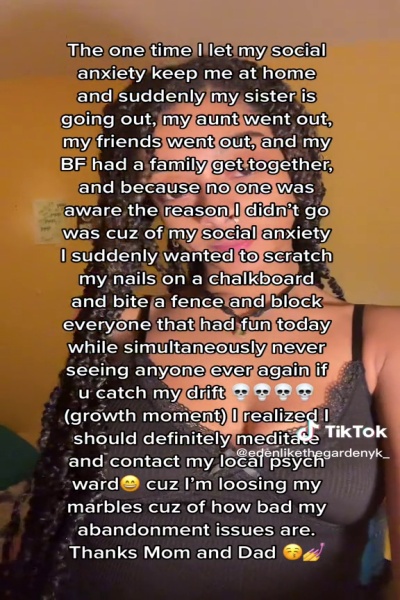 The one time I let my social
anxiety keep me at home
and suddenly my sister is
going out, my aunt went out,
my friends went out, and my
BF had a family get together,
and because no one was
aware the reason I didn't go
was cuz of my social anxiety
I suddenly wanted to scratch
my nails on a chalkboard
and bite a fence and block
everyone that had fun today
while simultaneously never
seeing anyone ever again if
u catch my drift 💀💀💀💀
(growth moment) I realized I
should definitely meditate
TikTok
@edenlikethegardenyk_
and contact my local psych
ward😄 cuz I'm loosing my
marbles cuz of how bad my
abandonment issues are.
Thanks Mom and Dad 😚💅🏽